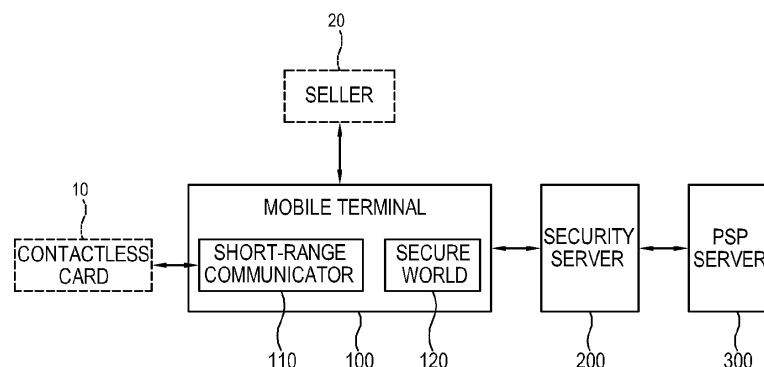 20
SELLER
10
CONTACTLESS
CARD
MOBILE TERMINAL
SHORT-RANGE
COMMUNICATOR
SECURE
WORLD
SECURITY
SERVER
PSP
SERVER
110
100
120
200
300